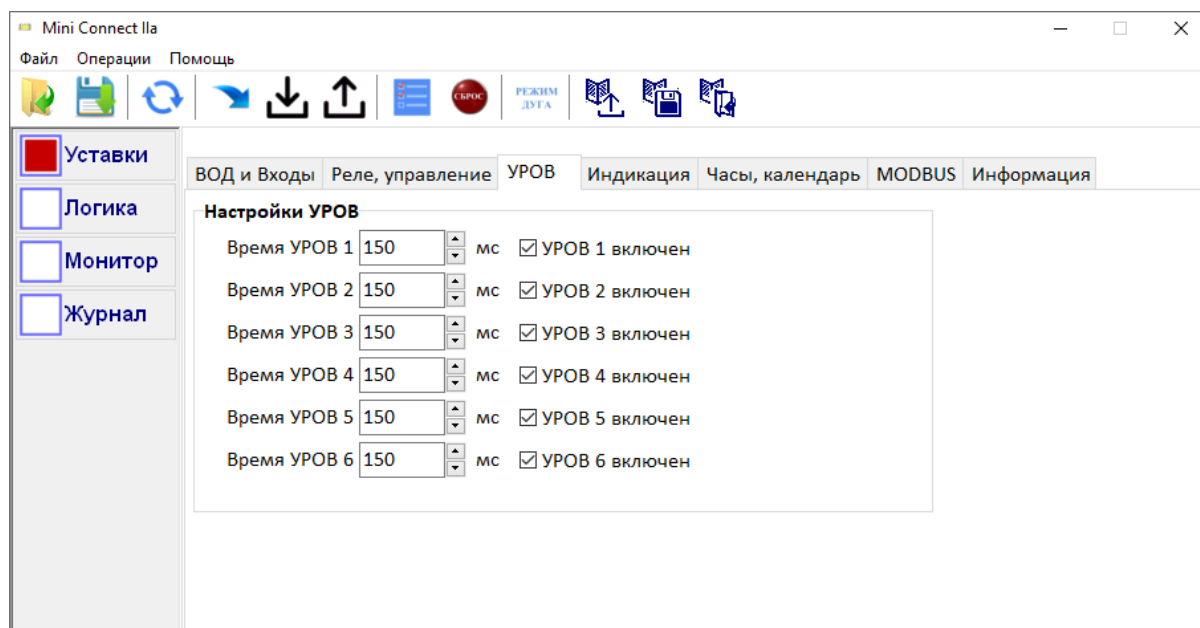 Mini Connect IIa
Файл Операции Помощь
СБРОС
РЕЖИМ
ДУГА
Уставки
Логика
Монитор
Журнал
ВОД и Входы Реле, управление УРОВ Индикация Часы, календарь MODBUS Информация
Настройки УРОВ
Время УРОВ 1 150 мс УРОВ 1 включен
Время УРОВ 2 150 мс УРОВ 2 включен
Время УРОВ 3 150 мс УРОВ 3 включен
Время УРОВ 4 150 мс УРОВ 4 включен
Время УРОВ 5 150 мс УРОВ 5 включен
Время УРОВ 6 150 мс УРОВ 6 включен